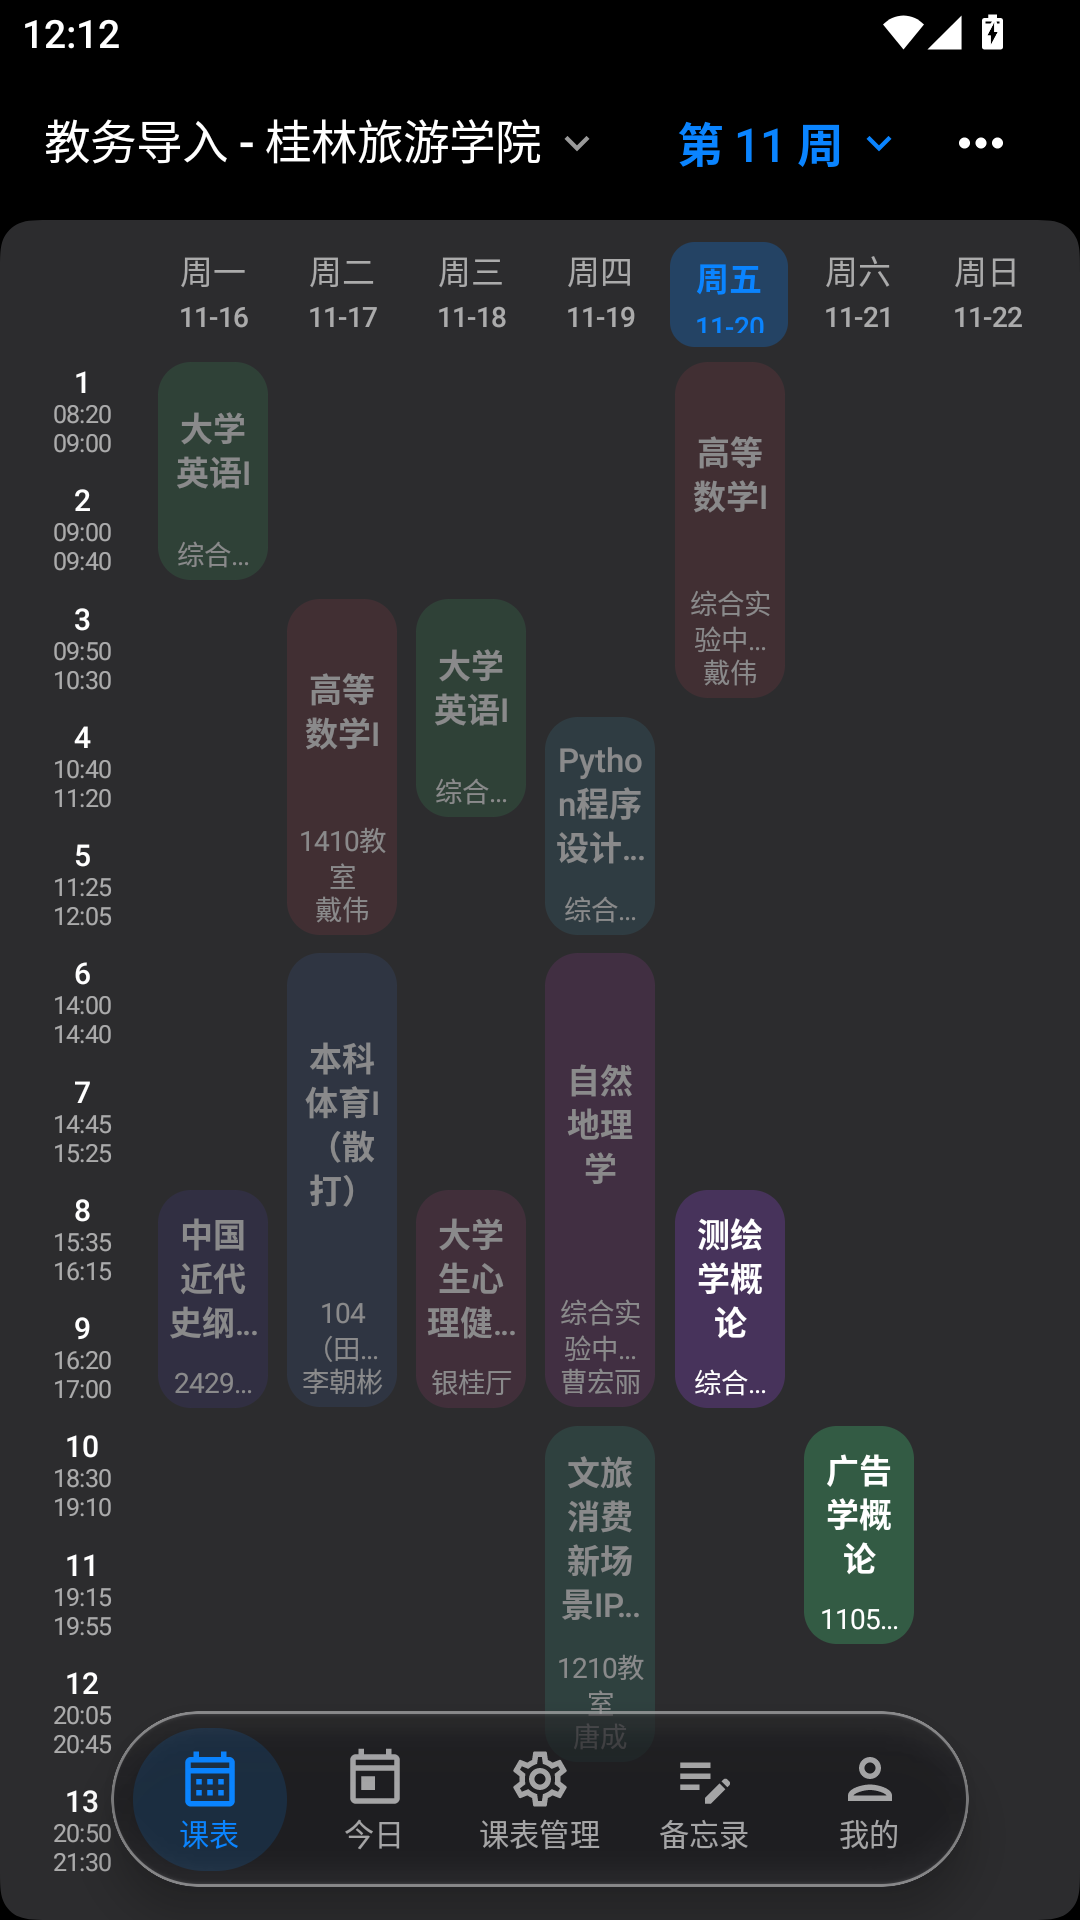 12:12
教务导入 - 桂林旅游学院
第 11 周
周一
11-16
周二
11-17
周三
11-18
周四
11-19
周五
11-20
周六
11-21
周日
11-22
1
08:20
09:00
2
09:00
09:40
3
09:50
10:30
4
10:40
11:20
5
11:25
12:05
6
14:00
14:40
7
14:45
15:25
8
15:35
16:15
9
16:20
17:00
10
18:30
19:10
11
19:15
19:55
12
20:05
20:45
13
20:50
21:30
大学
英语I
综合...
中国
近代
史纲...
2429...
高等
数学I
1410教
室
戴伟
本科
体育I
（散
打）
104
（田...
李朝彬
大学
英语I
综合...
大学
生心
理健...
银桂厅
Pytho
n程序
设计...
综合...
自然
地理
学
综合实
验中...
曹宏丽
文旅
消费
新场
景IP...
1210教
室
唐成
高等
数学I
综合实
验中...
戴伟
测绘
学概
论
综合...
广告
学概
论
1105...
课表
今日
课表管理
备忘录
我的